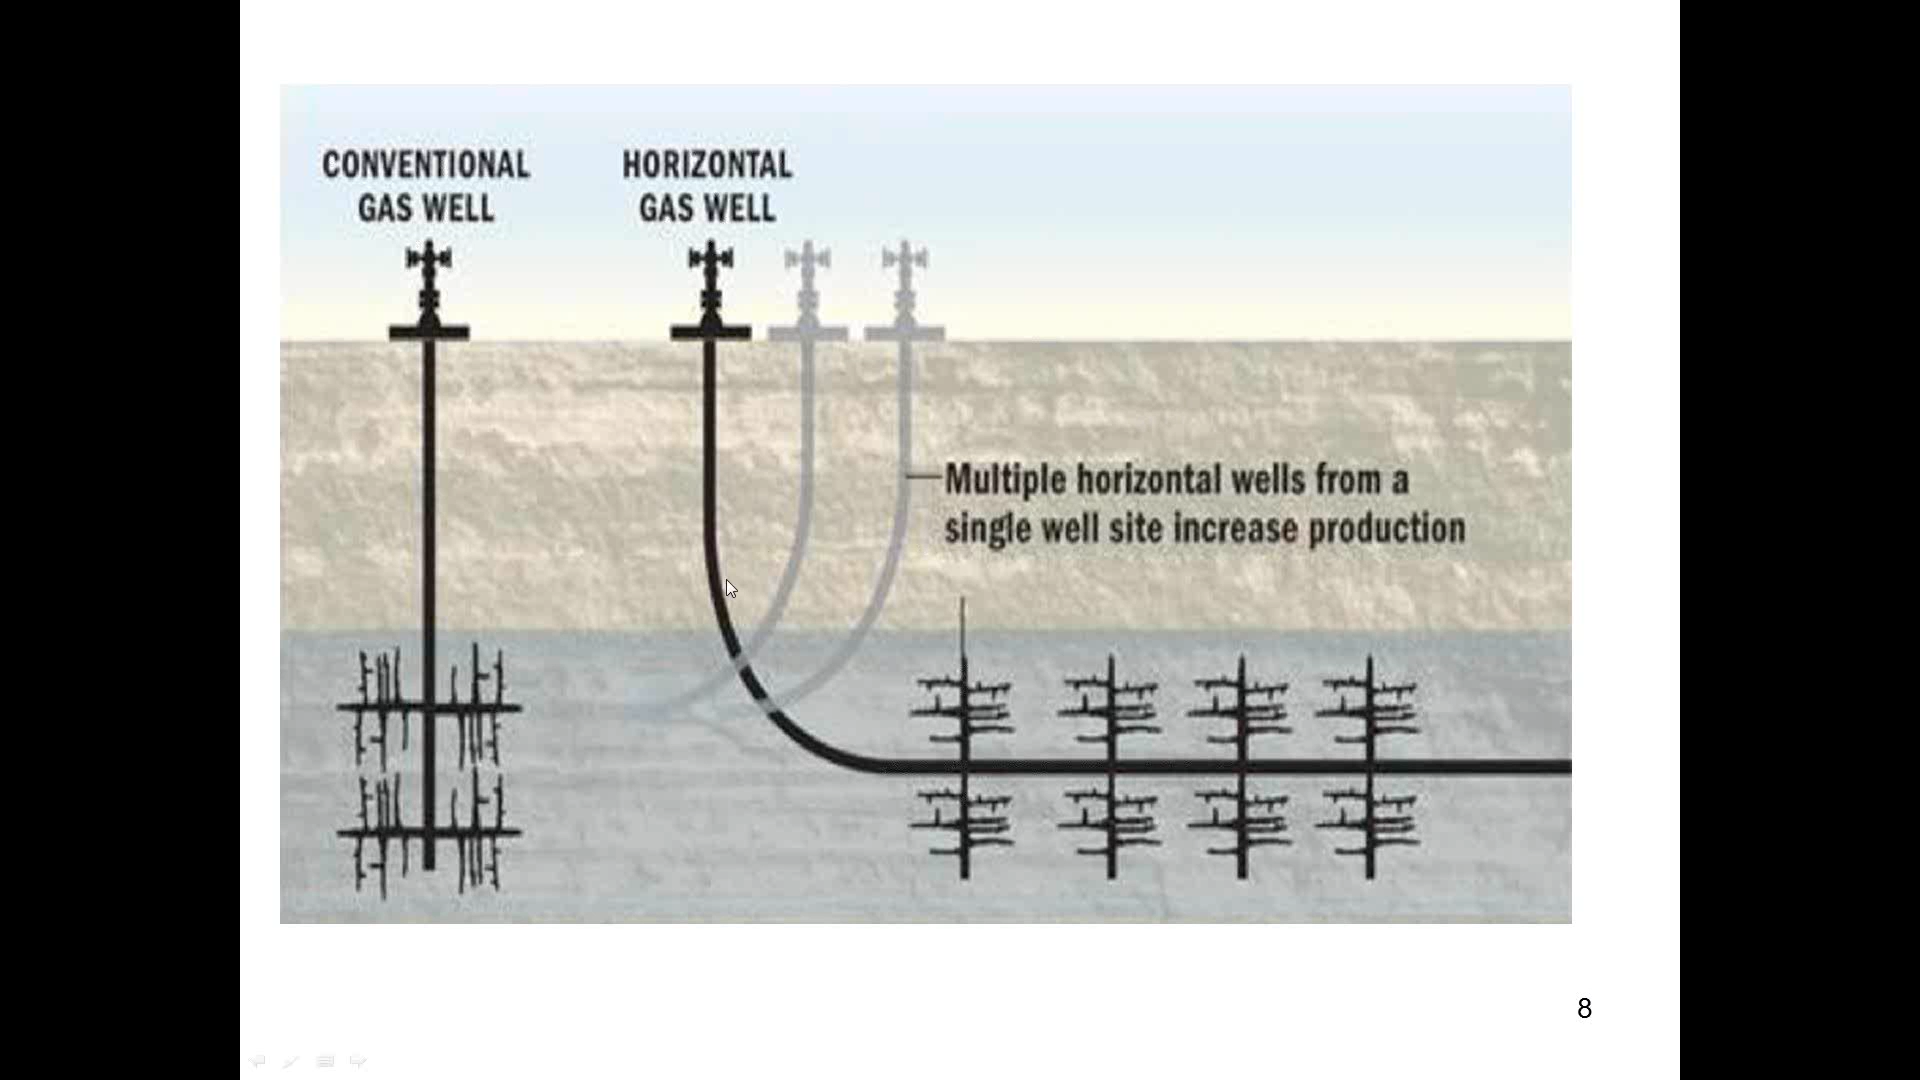 CONVENTIONAL
GAS WELL
HORIZONTAL
GAS WELL
Multiple horizontal wells from a
single well site increase production
8